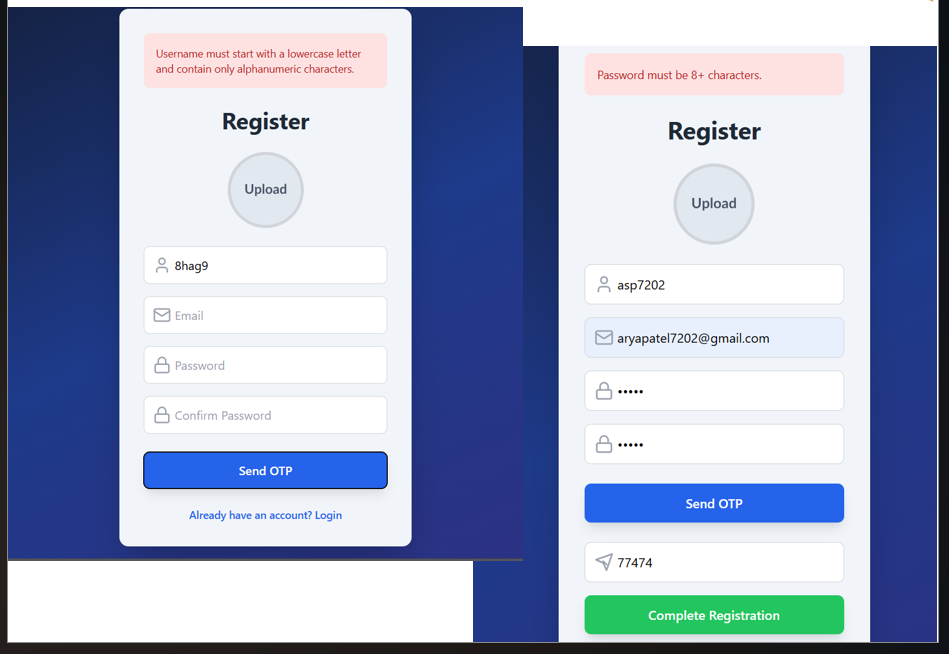 Username must start with a lowercase letter
and contain only alphanumeric characters.
Register
Upload
8hag9
Email
Password
Confirm Password
Send OTP
Already have an account? Login
Password must be 8+ characters.
Register
Upload
asp7202
aryapatel7202@gmail.com
•••••
•••••
Send OTP
77474
Complete Registration